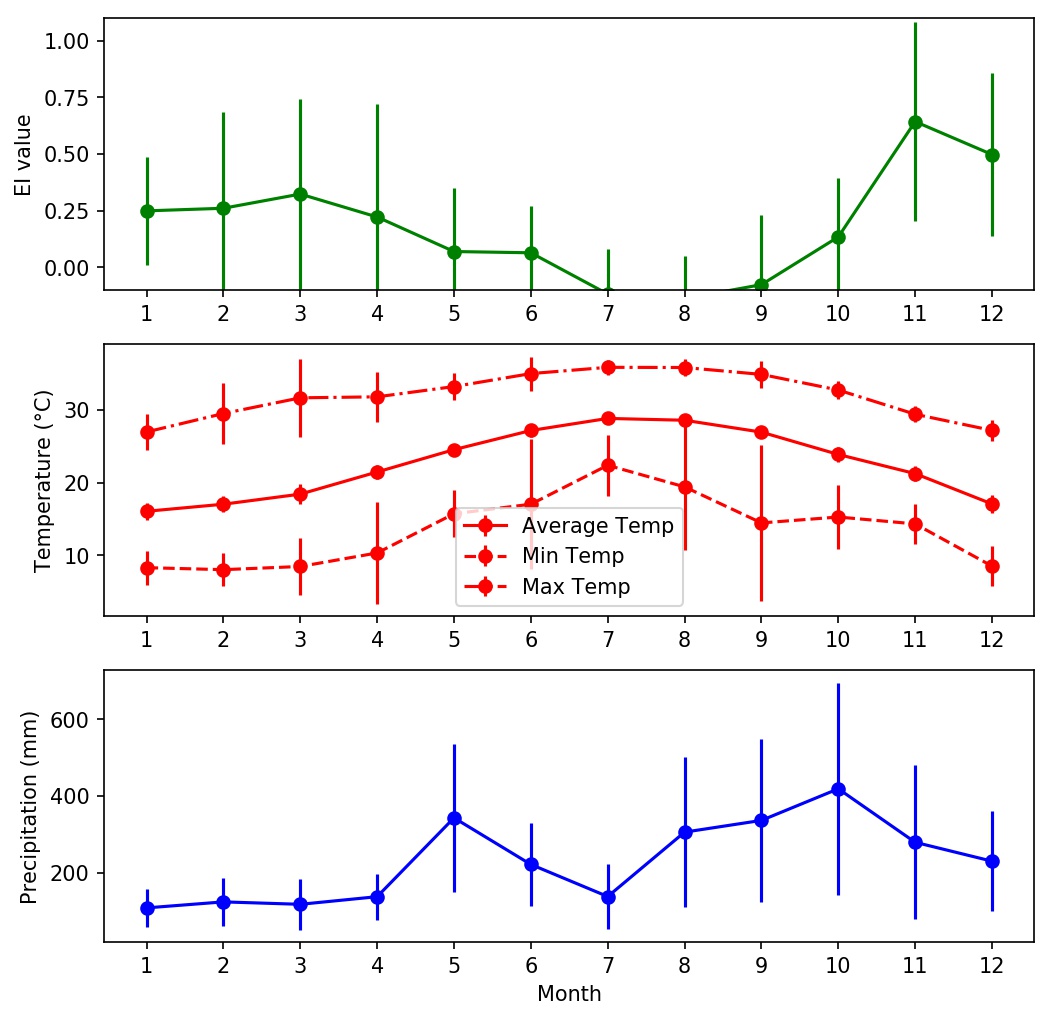 EI value
1.00
0.75
0.50
0.25
0.00
1 2 3 4 5 6 7 8 9 10 11 12
Temperature (°C)
30
20
10
Average Temp
Min Temp
Max Temp
1 2 3 4 5 6 7 8 9 10 11 12
Precipitation (mm)
600
400
200
1 2 3 4 5 6 7 8 9 10 11 12
Month